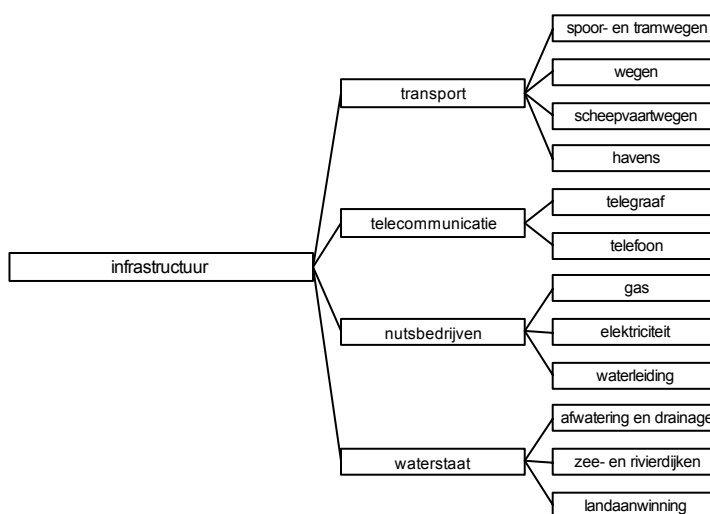 infrastructuur
transport
spoor- en tramwegen
wegen
scheepvaartwegen
havens
telecommunicatie
telegraaf
telefoon
nutsbedrijven
gas
elektriciteit
waterleiding
waterstaat
afwatering en drainage
zee- en rivierdijken
landaanwinning